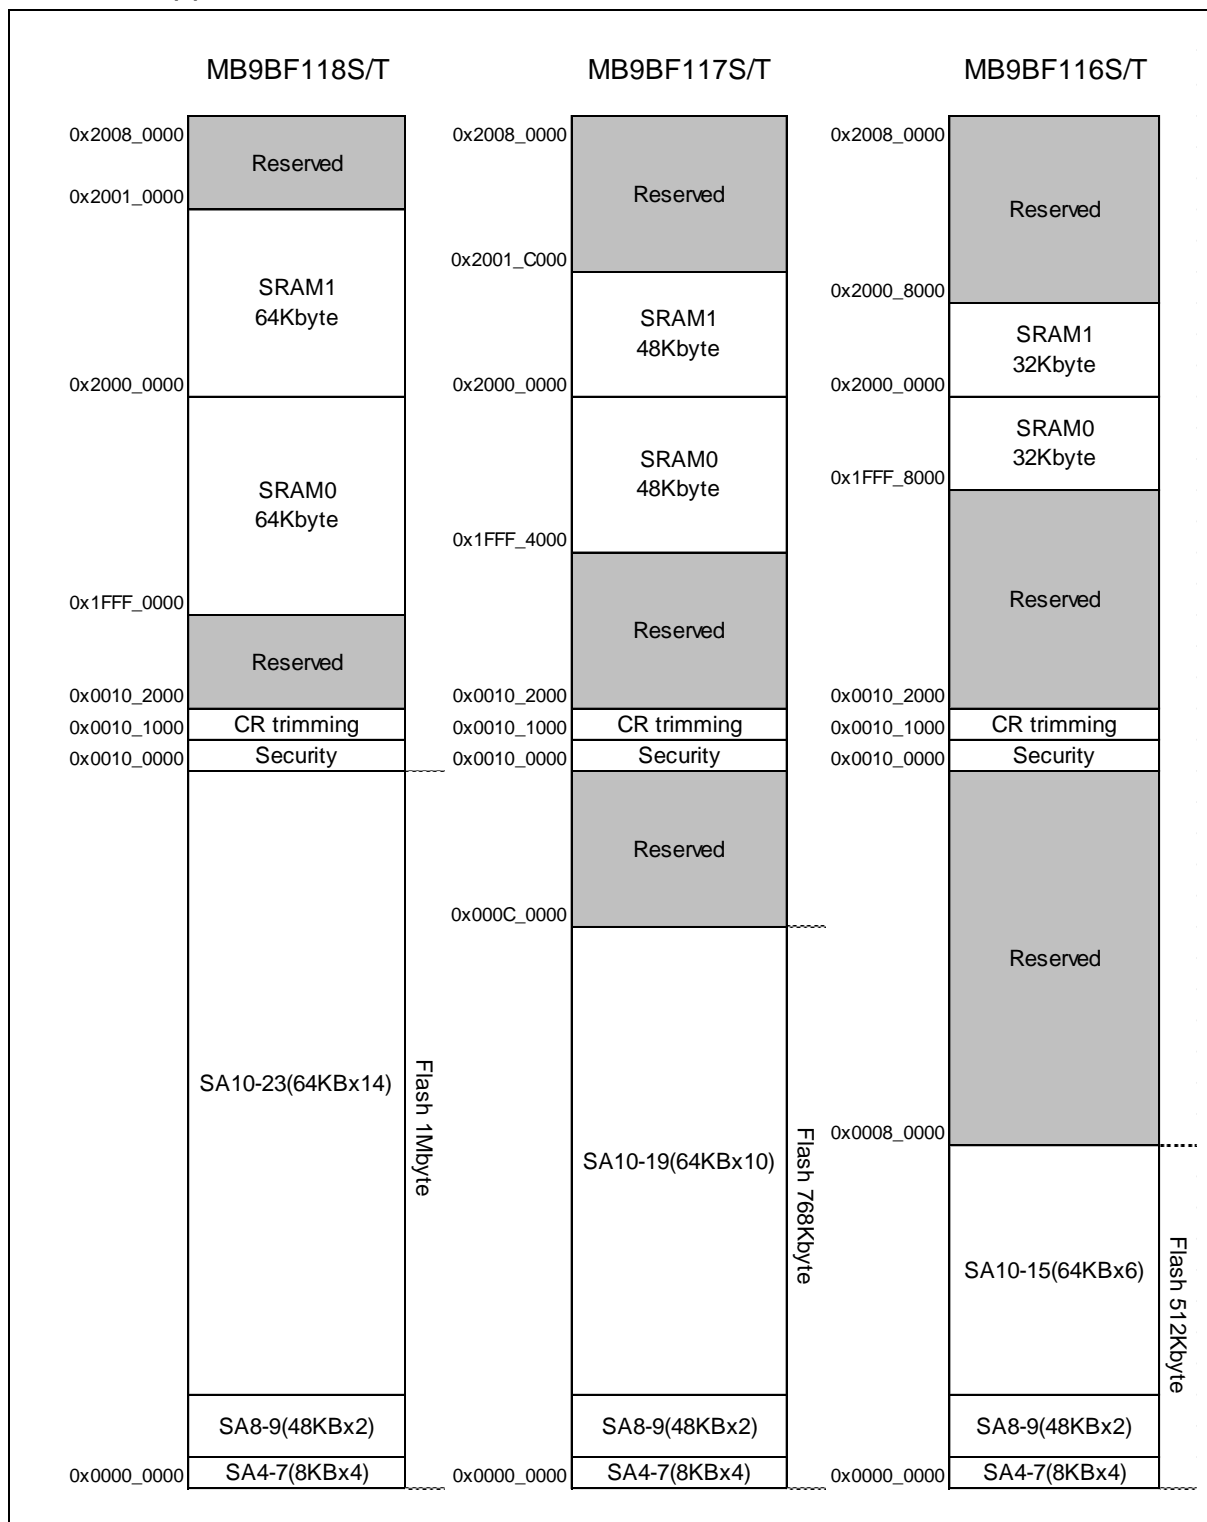 MB9BF118S/T
0x2008_0000
Reserved
0x2001_0000
SRAM1
64Kbyte
0x2000_0000
SRAM0
64Kbyte
0x1FFF_0000
Reserved
0x0010_2000
CR trimming
0x0010_1000
Security
0x0010_0000
SA10-23(64KBx14)
Flash 1Mbyte
SA8-9(48KBx2)
SA4-7(8KBx4)
0x0000_0000
MB9BF117S/T
0x2008_0000
Reserved
0x2001_C000
SRAM1
48Kbyte
0x2000_0000
SRAM0
48Kbyte
0x1FFF_4000
Reserved
0x0010_2000
CR trimming
0x0010_1000
Security
0x0010_0000
Reserved
0x000C_0000
SA10-19(64KBx10)
Flash 768Kbyte
SA8-9(48KBx2)
SA4-7(8KBx4)
0x0000_0000
MB9BF116S/T
0x2008_0000
Reserved
0x2000_8000
SRAM1
32Kbyte
0x2000_0000
SRAM0
32Kbyte
0x1FFF_8000
Reserved
0x0010_2000
CR trimming
0x0010_1000
Security
0x0010_0000
Reserved
0x0008_0000
SA10-15(64KBx6)
Flash 512Kbyte
SA8-9(48KBx2)
SA4-7(8KBx4)
0x0000_0000